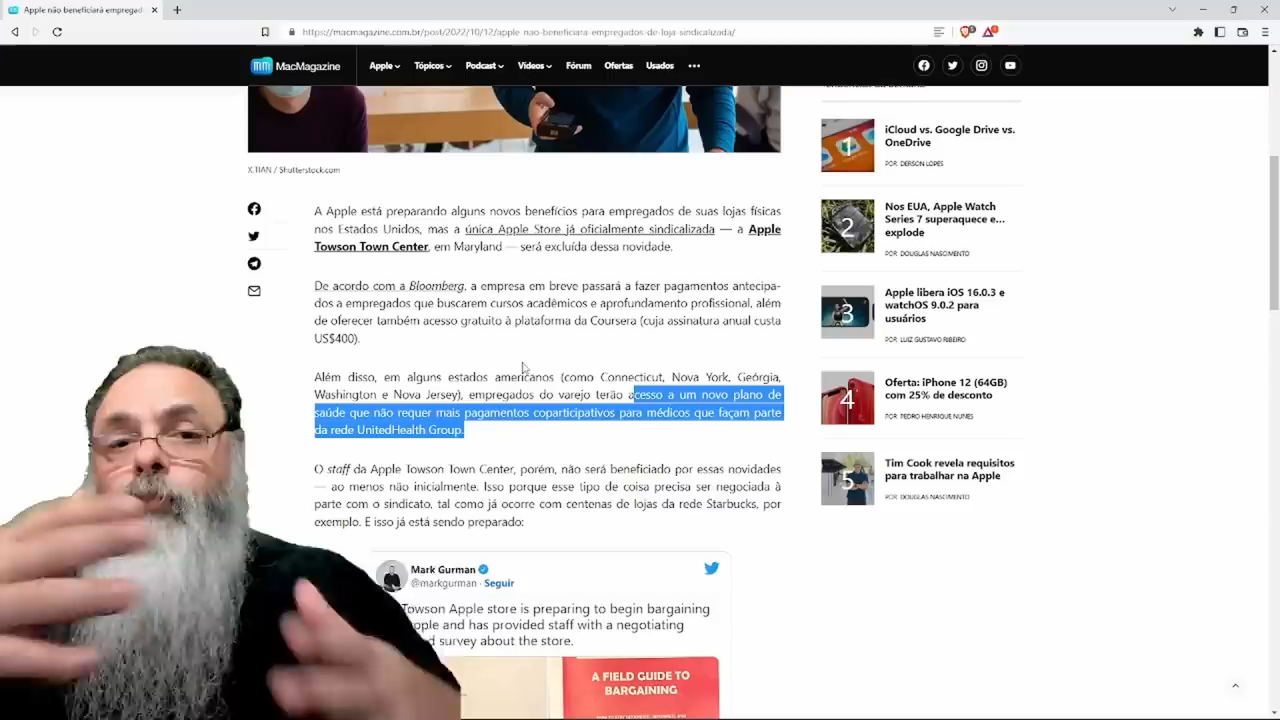 Apple não beneficiará empregad
https://macmagazine.com.br/post/2022/10/12/apple-nao-beneficiara-empregados-de-loja-sindicalizada/
MacMagazine
Apple
Tópicos
Podcast
Vídeos
Fórum
Ofertas
Usados
X.TIAN / Shutterstock.com
A Apple está preparando alguns novos benefícios para empregados de suas lojas físicas
nos Estados Unidos, mas a única Apple Store já oficialmente sindicalizada — a Apple
Towson Town Center, em Maryland — será excluída dessa novidade.
De acordo com a Bloomberg, a empresa em breve passará a fazer pagamentos antecipa-
dos a empregados que buscarem cursos acadêmicos e aprofundamento profissional, além
de oferecer também acesso gratuito à plataforma da Coursera (cuja assinatura anual custa
US$400).
Além disso, em alguns estados americanos (como Connecticut, Nova York, Geórgia,
Washington e Nova Jersey), empregados do varejo terão acesso a um novo plano de
saúde que não requer mais pagamentos coparticipativos para médicos que façam parte
da rede UnitedHealth Group.
O staff da Apple Towson Town Center, porém, não será beneficiado por essas novidades
— ao menos não inicialmente. Isso porque esse tipo de coisa precisa ser negociada à
parte com o sindicato, tal como já ocorre com centenas de lojas da rede Starbucks, por
exemplo. E isso já está sendo preparado:
Mark Gurman
@markgurman · Seguir
Towson Apple store is preparing to begin bargaining
pple and has provided staff with a negotiating
d survey about the store.
A FIELD GUIDE TO
BARGAINING
1
iCloud vs. Google Drive vs.
OneDrive
POR DERSON LOPES
2
Nos EUA, Apple Watch
Series 7 superaquece e…
explode
POR DOUGLAS NASCIMENTO
3
Apple libera iOS 16.0.3 e
watchOS 9.0.2 para
usuários
POR LUIZ GUSTAVO RIBEIRO
4
Oferta: iPhone 12 (64GB)
com 25% de desconto
POR PEDRO HENRIQUE NUNES
5
Tim Cook revela requisitos
para trabalhar na Apple
POR DOUGLAS NASCIMENTO